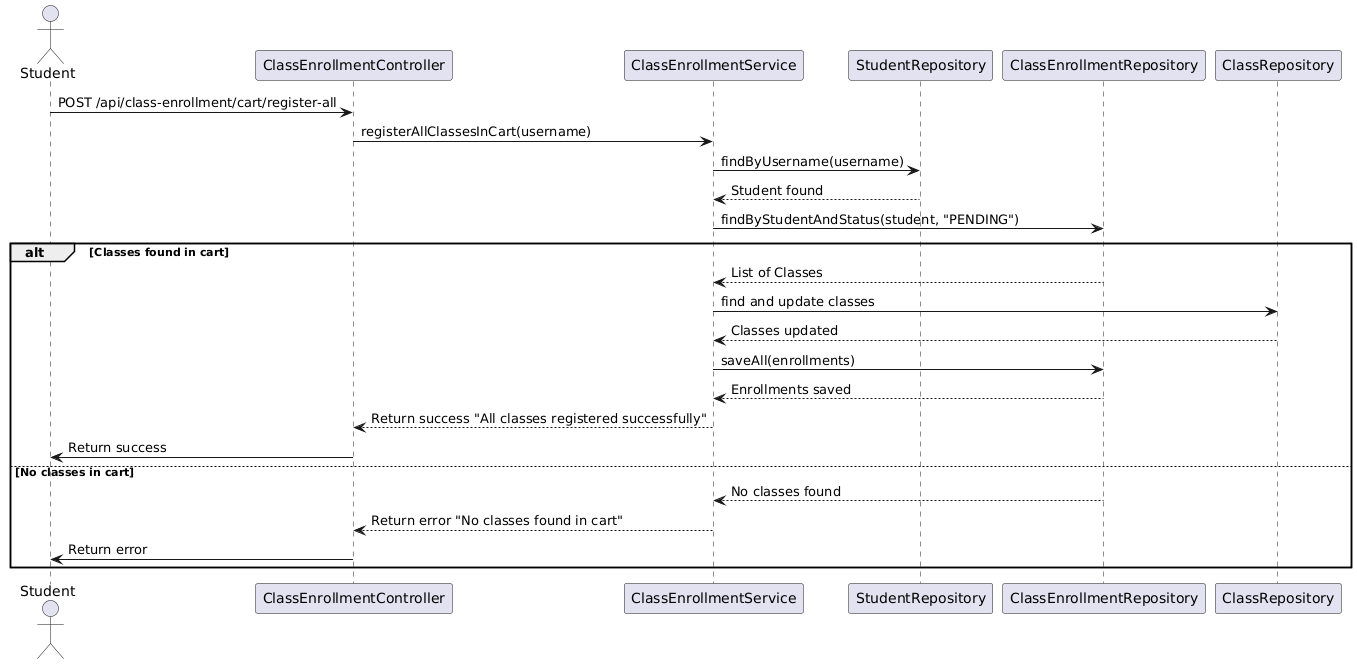 Student
ClassEnrollmentController
ClassEnrollmentService
StudentRepository
ClassEnrollmentRepository
ClassRepository
POST /api/class-enrollment/cart/register-all
registerAllClassesInCart(username)
findByUsername(username)
Student found
findByStudentAndStatus(student, "PENDING")
alt
[Classes found in cart]
List of Classes
find and update classes
Classes updated
saveAll(enrollments)
Enrollments saved
Return success "All classes registered successfully"
Return success
[No classes in cart]
No classes found
Return error "No classes found in cart"
Return error
Student
ClassEnrollmentController
ClassEnrollmentService
StudentRepository
ClassEnrollmentRepository
ClassRepository